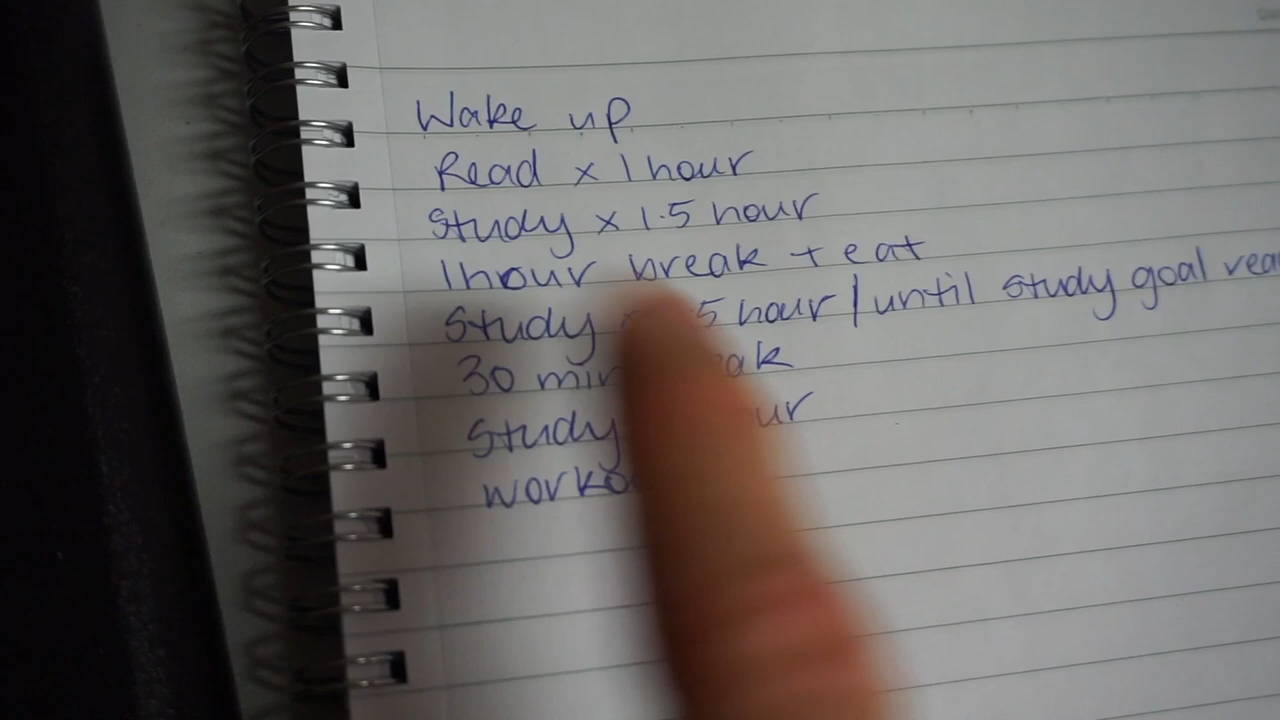 Wake up
Read x 1 hour
Study x 1.5 hour
1 hour break + eat
Study 5 hour / until study goal
30 min
Study